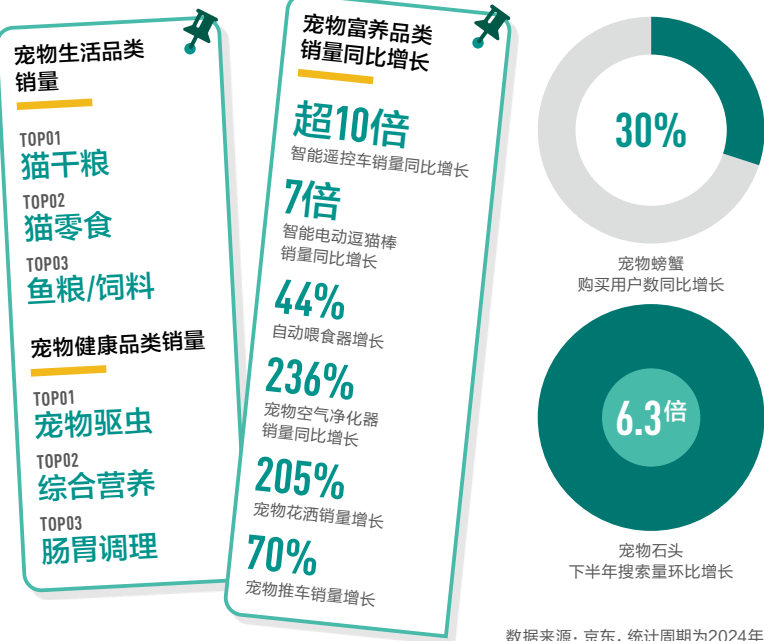 宠物生活品类
销量
TOP01
猫干粮
TOP02
猫零食
TOP03
鱼粮/饲料
宠物健康品类销量
TOP01
宠物驱虫
TOP02
综合营养
TOP03
肠胃调理
宠物富养品类
销量同比增长
超10倍
智能遥控车销量同比增长
7倍
智能电动逗猫棒
销量同比增长
44%
自动喂食器增长
236%
宠物空气净化器
销量同比增长
205%
宠物花洒销量增长
70%
宠物推车销量增长
30%
宠物螃蟹
购买用户数同比增长
6.3倍
宠物石头
下半年搜索量环比增长
数据来源：京东，统计周期为2024年